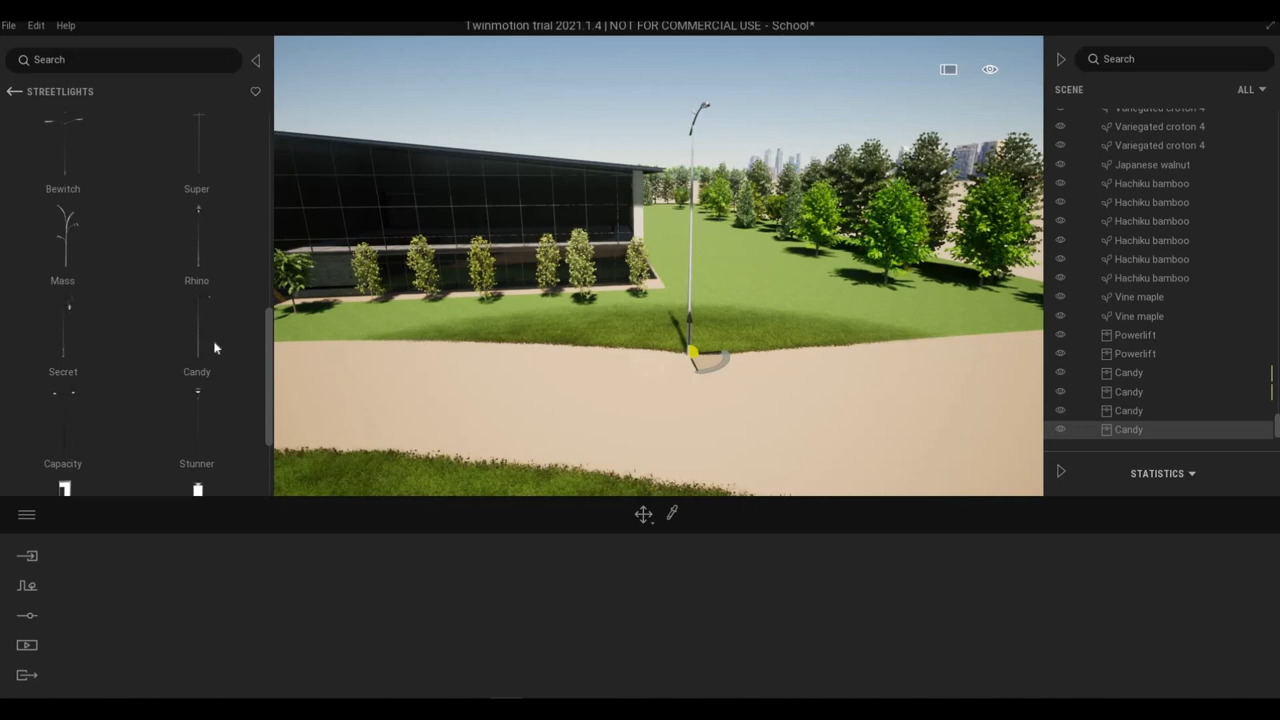 Twinmotion trial 2021.1.4 | NOT FOR COMMERCIAL USE - School*
File Edit Help
Search
STREETLIGHTS
Bewitch Super
Mass Rhino
Secret Candy
Capacity Stunner
Search
SCENE ALL
Variegated croton 4
Variegated croton 4
Variegated croton 4
Japanese walnut
Hachiku bamboo
Hachiku bamboo
Hachiku bamboo
Hachiku bamboo
Hachiku bamboo
Hachiku bamboo
Vine maple
Vine maple
Powerlift
Powerlift
Candy
Candy
Candy
Candy
STATISTICS